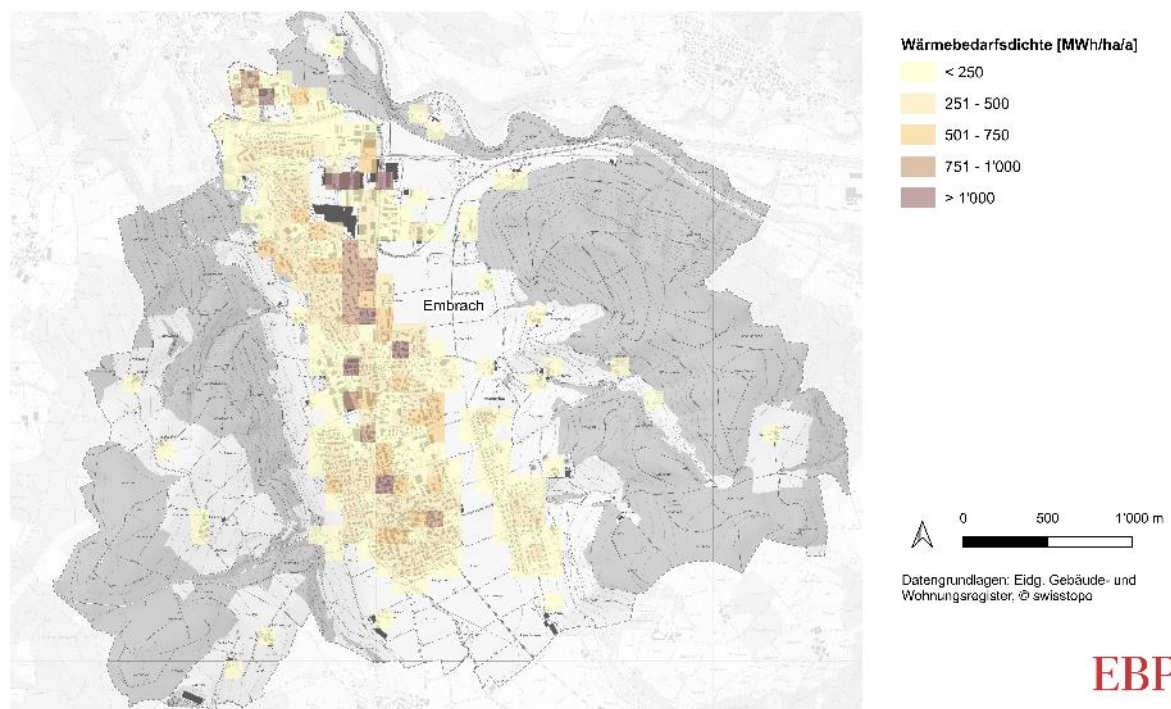 Wärmebedarfsdichte [MWh/ha/a]
< 250
251 - 500
501 - 750
751 - 1'000
> 1'000
Embrach
0 500 1'000 m
Datengrundlagen: Eidg. Gebäude- und
Wohnungsregister, © swisstopo
EBP